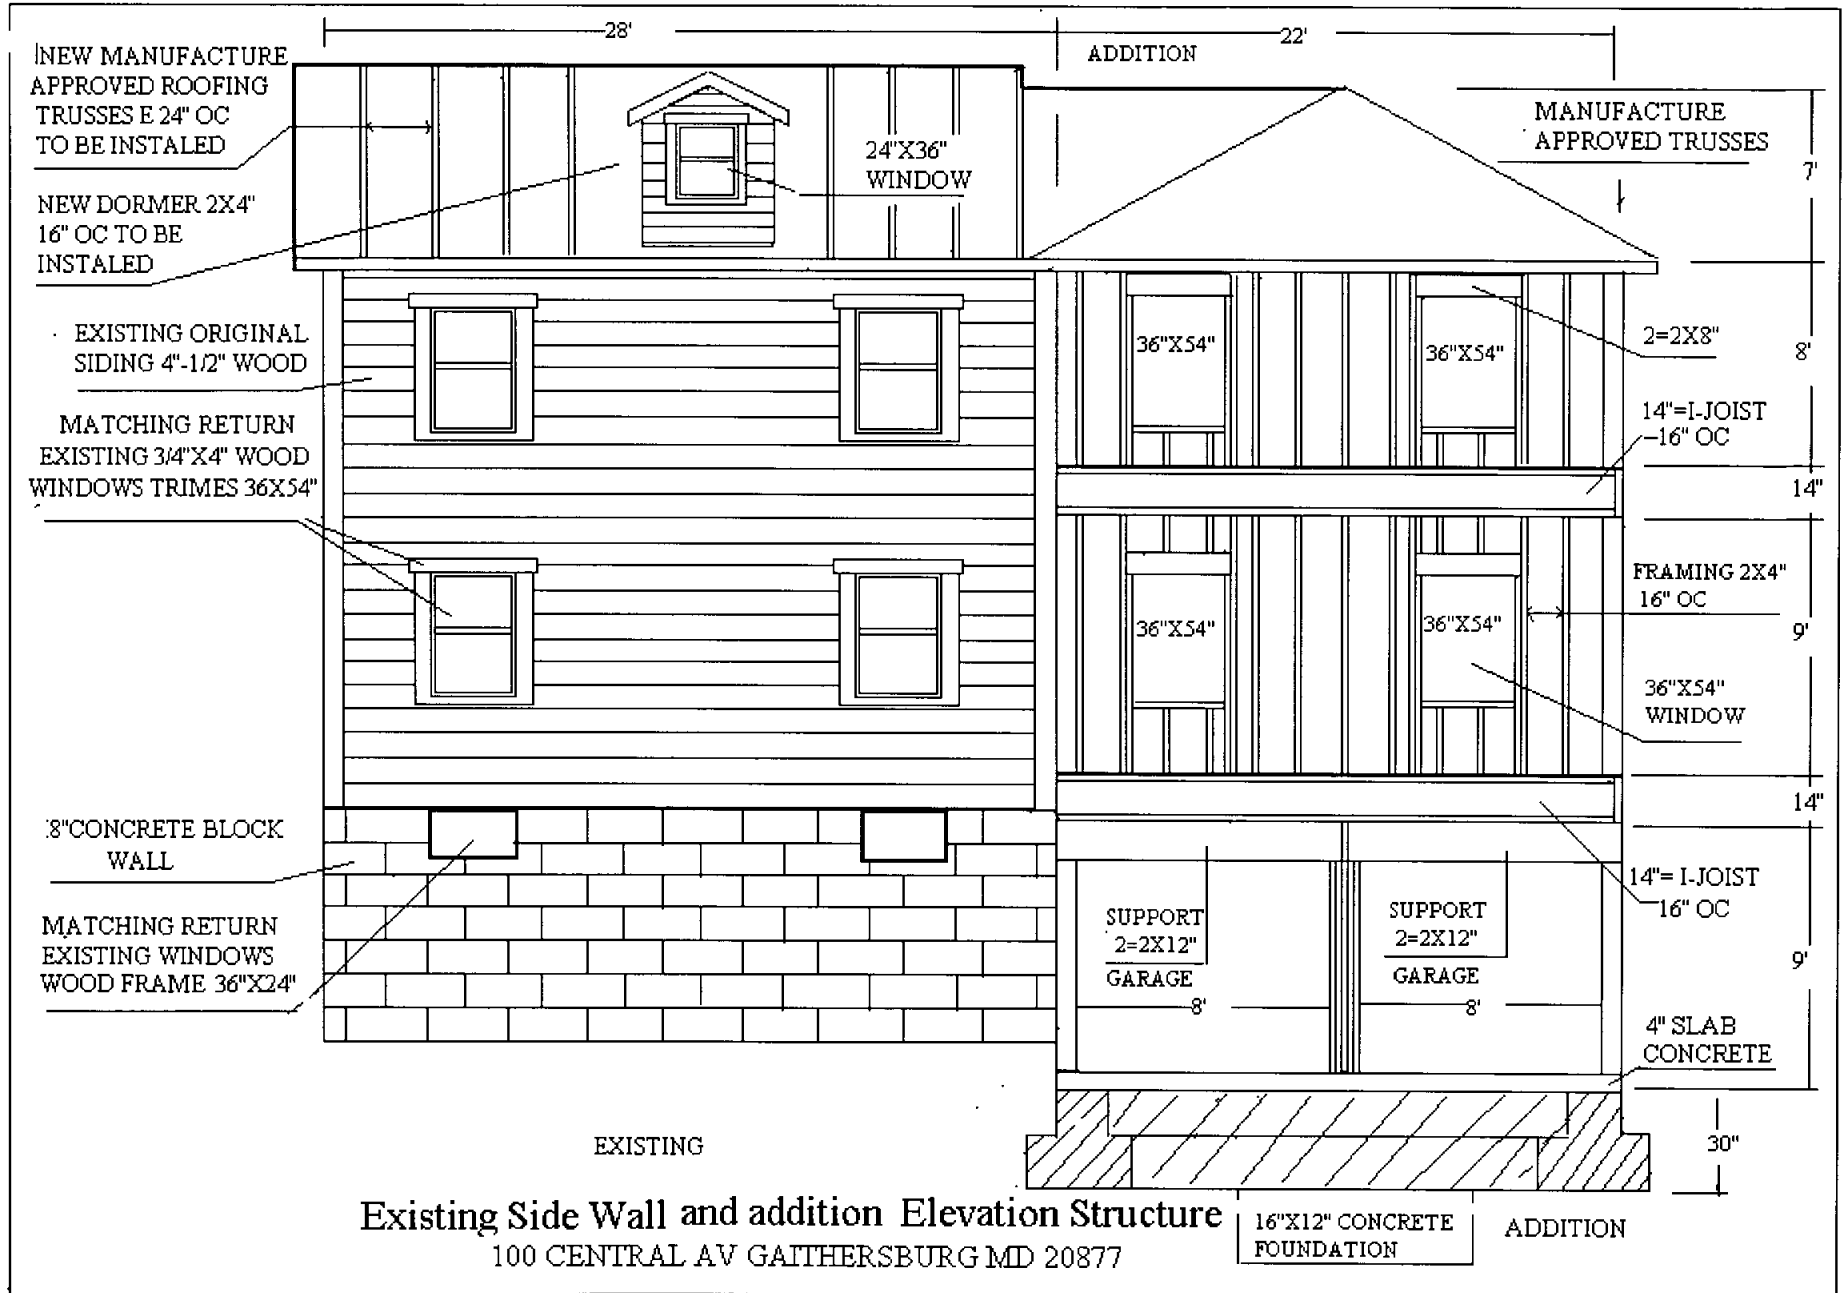 28'
22'
ADDITION
NEW MANUFACTURE
APPROVED ROOFING
TRUSSES E 24" OC
TO BE INSTALED
NEW DORMER 2X4"
16" OC TO BE
INSTALED
EXISTING ORIGINAL
SIDING 4"-1/2" WOOD
MATCHING RETURN
EXISTING 3/4"X4" WOOD
WINDOWS TRIMES 36X54"
8"CONCRETE BLOCK
WALL
MATCHING RETURN
EXISTING WINDOWS
WOOD FRAME 36"X24"
24"X36"
WINDOW
MANUFACTURE
APPROVED TRUSSES
7'
36"X54"
36"X54"
2=2X8"
8'
14"=I-JOIST
16" OC
14"
36"X54"
36"X54"
FRAMING 2X4"
16" OC
9'
36"X54"
WINDOW
14"
14"= I-JOIST
16" OC
SUPPORT
2=2X12"
GARAGE
8'
SUPPORT
2=2X12"
GARAGE
8'
9'
4" SLAB
CONCRETE
30"
EXISTING
Existing Side Wall and addition Elevation Structure
100 CENTRAL AV GAITHERSBURG MD 20877
16"X12" CONCRETE
FOUNDATION
ADDITION